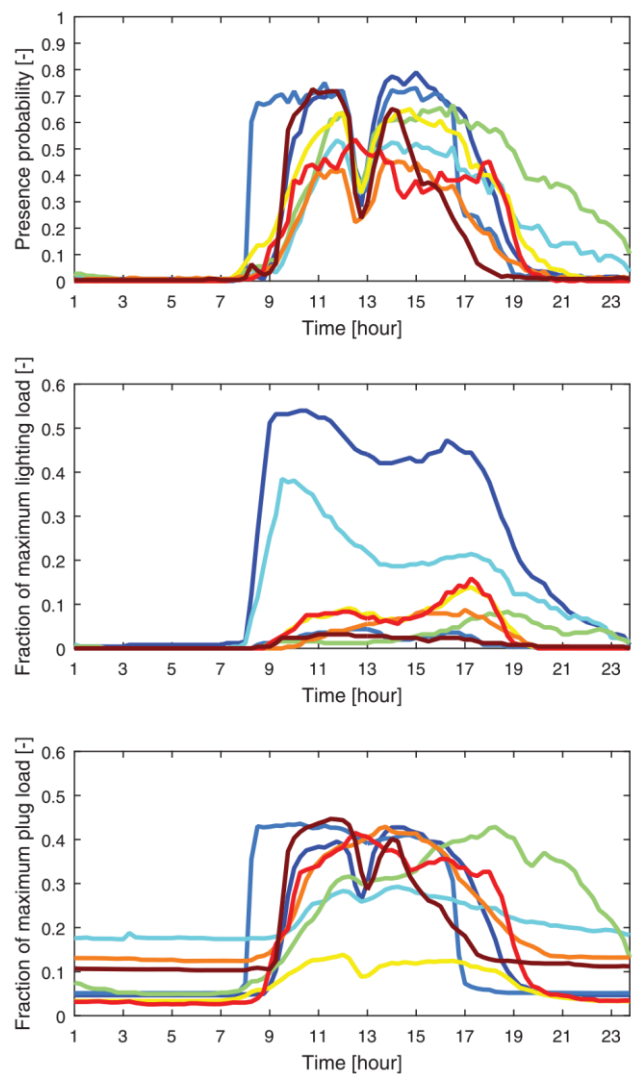 Presence probability [-]
1
0.9
0.8
0.7
0.6
0.5
0.4
0.3
0.2
0.1
0
1 3 5 7 9 11 13 15 17 19 21 23
Time [hour]
Fraction of maximum lighting load [-]
0.6
0.5
0.4
0.3
0.2
0.1
0
1 3 5 7 9 11 13 15 17 19 21 23
Time [hour]
Fraction of maximum plug load [-]
0.6
0.5
0.4
0.3
0.2
0.1
0
1 3 5 7 9 11 13 15 17 19 21 23
Time [hour]